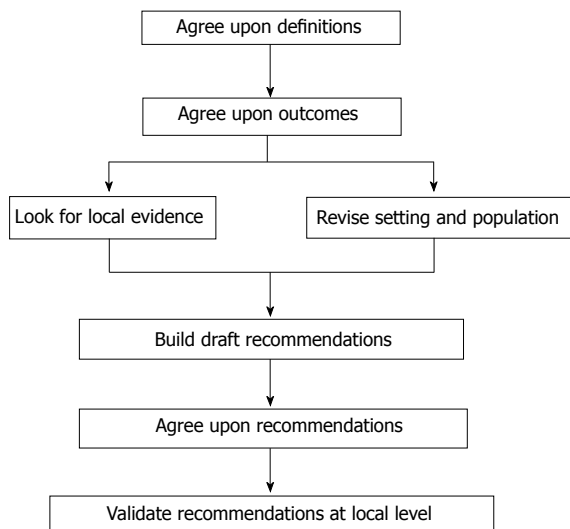 Agree upon definitions
Agree upon outcomes
Look for local evidence
Revise setting and population
Build draft recommendations
Agree upon recommendations
Validate recommendations at local level